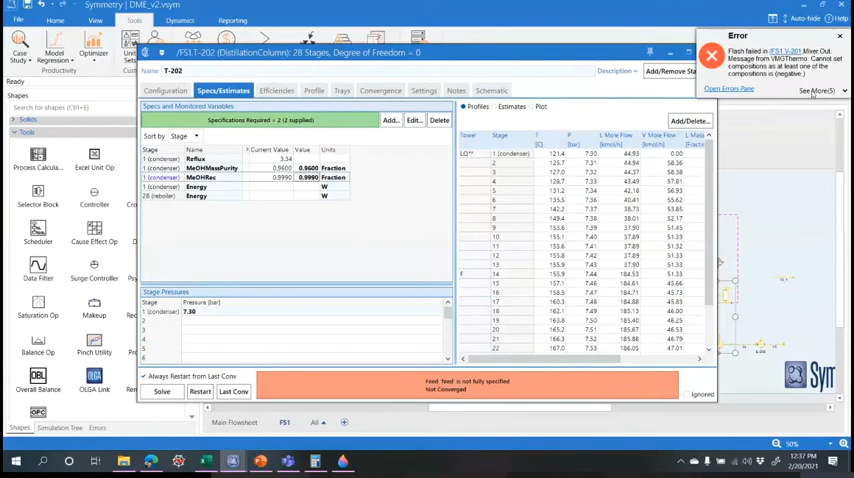 Symmetry | DME_v2.vsym
Auto-hide
Share
File
Home
View
Tools
Dynamics
Reporting
Case
Study
Model
Regression
Optimizer
Unit
Sets
Productivity
Ready
Shapes
Search for shapes (Ctrl+E)
Solids
Tools
Process Calcula...
Excel Unit Op
Selector Block
Controller
Scheduler
Cause Effect Op
Data Filter
Surge Controller
Saturation Op
Makeup
Balance Op
Pinch Utility
Overall Balance
OLGA Link
OPC
Shapes
Simulation Tree
Errors
/FS1.T-202 (DistillationColumn): 28 Stages, Degree of Freedom = 0
Name T-202
Description
Add/Remove Sta
Configuration
Specs/Estimates
Efficiencies
Profile
Trays
Convergence
Settings
Notes
Schematic
Specs and Monitored Variables
Specifications Required = 2 (2 supplied)
Add...
Edit...
Delete
Sort by Stage
Stage Name Current Value Value Units
1 (condenser) Reflux 3.34
1 (condenser) MeOHMassPurity 0.9600 0.9600 Fraction
1 (condenser) MeOHRec 0.9990 0.9990 Fraction
1 (condenser) Energy W
28 (reboiler) Energy W
Stage Pressures
Stage Pressure [bar]
1 (condenser) 7.30
2
3
4
5
6
Profiles Estimates Plot
Add/Delete...
Tower Stage T P L Mole Flow V Mole Flow L Mass
[C] [bar] [kmol/h] [kmol/h] [Frac
LQ** 1 (condenser) 121.4 7.30 44.93 0.00
2 125.7 7.31 44.94 58.36
3 127.0 7.32 44.37 58.38
4 128.7 7.33 43.49 57.81
5 131.2 7.34 42.18 56.93
6 135.5 7.36 40.41 55.62
7 142.2 7.37 38.73 53.85
8 149.4 7.38 38.01 52.17
9 153.6 7.39 37.90 51.45
10 155.1 7.40 37.89 51.33
11 155.6 7.41 37.89 51.32
12 155.8 7.42 37.89 51.33
13 155.9 7.43 37.90 51.33
F 14 155.9 7.44 184.53 51.33
15 157.1 7.46 184.61 45.66
16 158.5 7.47 184.71 45.73
17 160.3 7.48 184.88 45.83
18 162.1 7.49 185.13 46.00
19 163.8 7.50 185.40 46.25
20 165.2 7.51 185.67 46.53
21 166.3 7.52 185.88 46.79
22 167.0 7.53 186.05 47.01
Always Restart from Last Conv
Solve
Restart
Last Conv
Feed 'feed' is not fully specified
Not Converged
Ignored
Error
Flash failed in /FS1.V-201.Mixer.Out.
Message from VMGThermo: Cannot set
compositions as at least one of the
compositions is (negative.)
Open Errors Pane
See More(5)
Sym
Main Flowsheet
FS1
All
50%
12:37 PM
2/20/2021